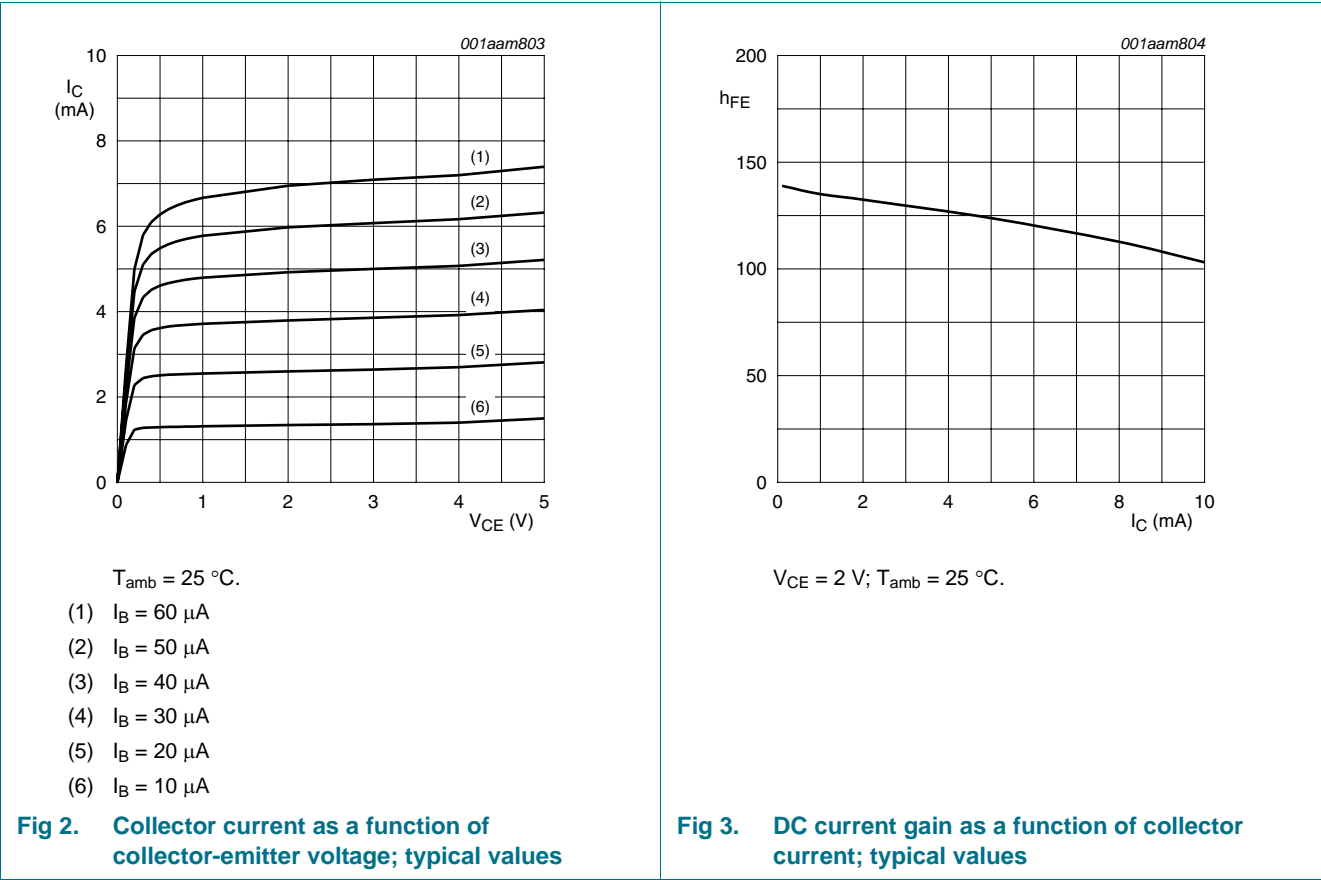 001aam803
10
8
6
4
2
0
I_C
(mA)
(1)
(2)
(3)
(4)
(5)
(6)
0 1 2 3 4 5
V_CE (V)
T_amb = 25 °C.
(1) I_B = 60 μA
(2) I_B = 50 μA
(3) I_B = 40 μA
(4) I_B = 30 μA
(5) I_B = 20 μA
(6) I_B = 10 μA
Fig 2. Collector current as a function of
collector-emitter voltage; typical values
001aam804
200
150
100
50
0
h_FE
0 2 4 6 8 10
I_C (mA)
V_CE = 2 V; T_amb = 25 °C.
Fig 3. DC current gain as a function of collector
current; typical values